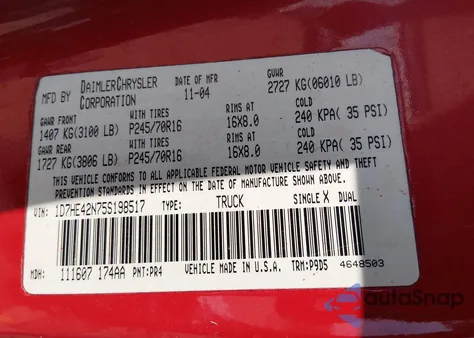 MFD BY DAIMLERCHRYSLER CORPORATION DATE OF MFR 11-04 GVWR 2727 KG(06010 LB)
GAWR FRONT WITH TIRES RIMS AT COLD
1407 KG(3100 LB) P245/70R16 16X8.0 240 KPA( 35 PSI)
GAWR REAR WITH TIRES RIMS AT COLD
1727 KG(3806 LB) P245/70R16 16X8.0 240 KPA( 35 PSI)
THIS VEHICLE CONFORMS TO ALL APPLICABLE FEDERAL MOTOR VEHICLE SAFETY AND THEFT
PREVENTION STANDARDS IN EFFECT ON THE DATE OF MANUFACTURE SHOWN ABOVE.
VIN: 1D7HE42N75S198517 TYPE: TRUCK SINGLE X DUAL
MDH: 111607 174AA PNT:PR4 VEHICLE MADE IN U.S.A. TRM:P9D5 4648503
autoSnap